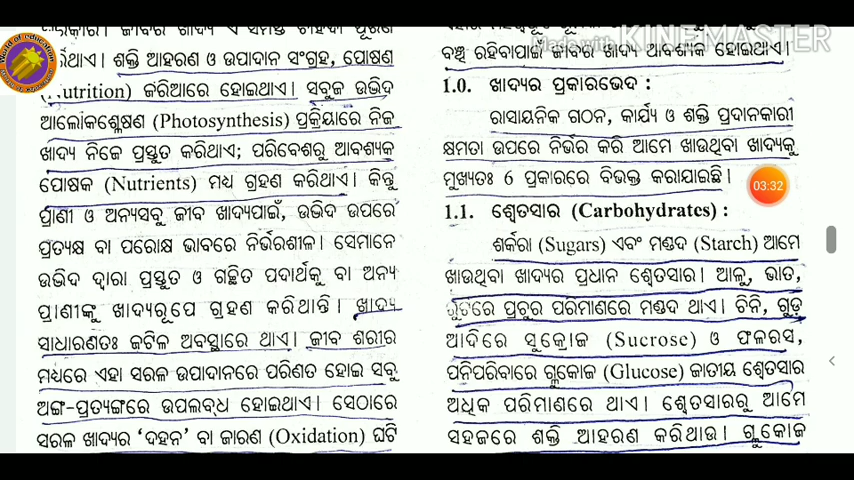 ଶକ୍ତି ଆହରଣ ଓ ଉପାଦାନ ସଂଗ୍ରହ, ପୋଷଣ
(Nutrition) ଜରିଆରେ ହୋଇଥାଏ। ସବୁଜ ଉଦ୍ଭିଦ
ଆଲୋକଶ୍ଳେଷଣ (Photosynthesis) ପ୍ରକ୍ରିୟାରେ ନିଜ
ଖାଦ୍ୟ ନିଜେ ପ୍ରସ୍ତୁତ କରିଥାଏ; ପରିବେଶରୁ ଆବଶ୍ୟକ
ପୋଷକ (Nutrients) ମଧ୍ୟ ଗ୍ରହଣ କରିଥାଏ। କିନ୍ତୁ
ପ୍ରାଣୀ ଓ ଅନ୍ୟସବୁ ଜୀବ ଖାଦ୍ୟପାଇଁ, ଉଦ୍ଭିଦ ଉପରେ
ପ୍ରତ୍ୟକ୍ଷ ବା ପରୋକ୍ଷ ଭାବରେ ନିର୍ଭରଶୀଳ। ସେମାନେ
ଉଦ୍ଭିଦ ଦ୍ୱାରା ପ୍ରସ୍ତୁତ ଓ ଗଚ୍ଛିତ ପଦାର୍ଥକୁ ବା ଅନ୍ୟ
ପ୍ରାଣୀଙ୍କୁ ଖାଦ୍ୟରୂପେ ଗ୍ରହଣ କରିଥାନ୍ତି। ଖାଦ୍ୟ
ସାଧାରଣତଃ ଜଟିଳ ଅବସ୍ଥାରେ ଥାଏ। ଜୀବ ଶରୀର
ମଧ୍ୟରେ ଏହା ସରଳ ଉପାଦାନରେ ପରିଣତ ହୋଇ ସବୁ
ଅଙ୍ଗ-ପ୍ରତ୍ୟଙ୍ଗରେ ଉପଲବ୍ଧ ହୋଇଥାଏ। ସେଠାରେ
ସରଳ ଖାଦ୍ୟର ‘ଦହନ’ ବା ଜାରଣ (Oxidation) ଘଟି
Made with KINEMASTER
ବଞ୍ଚି ରହିବାପାଇଁ ଜୀବର ଖାଦ୍ୟ ଆବଶ୍ୟକ ହୋଇଥାଏ।
1.0. ଖାଦ୍ୟର ପ୍ରକାରଭେଦ :
ରାସାୟନିକ ଗଠନ, କାର୍ଯ୍ୟ ଓ ଶକ୍ତି ପ୍ରଦାନକାରୀ
କ୍ଷମତା ଉପରେ ନିର୍ଭର କରି ଆମେ ଖାଉଥିବା ଖାଦ୍ୟକୁ
ମୁଖ୍ୟତଃ 6 ପ୍ରକାରରେ ବିଭକ୍ତ କରାଯାଇଛି।
03:32
1.1. ଶ୍ୱେତସାର (Carbohydrates) :
ଶର୍କରା (Sugars) ଏବଂ ମଣ୍ଡଦ (Starch) ଆମେ
ଖାଉଥିବା ଖାଦ୍ୟର ପ୍ରଧାନ ଶ୍ୱେତସାର। ଆଳୁ, ଭାତ,
ରୁଟିରେ ପ୍ରଚୁର ପରିମାଣରେ ମଣ୍ଡଦ ଥାଏ। ଚିନି, ଗୁଡ଼
ଆଦିରେ ସୁକ୍ରୋଜ (Sucrose) ଓ ଫଳରସ,
ପନିପରିବାରେ ଗ୍ଲୁକୋଜ (Glucose) ଜାତୀୟ ଶ୍ୱେତସାର
ଅଧିକ ପରିମାଣରେ ଥାଏ। ଶ୍ୱେତସାରରୁ ଆମେ
ସହଜରେ ଶକ୍ତି ଆହରଣ କରିଥାଉ। ଗ୍ଲୁକୋଜ